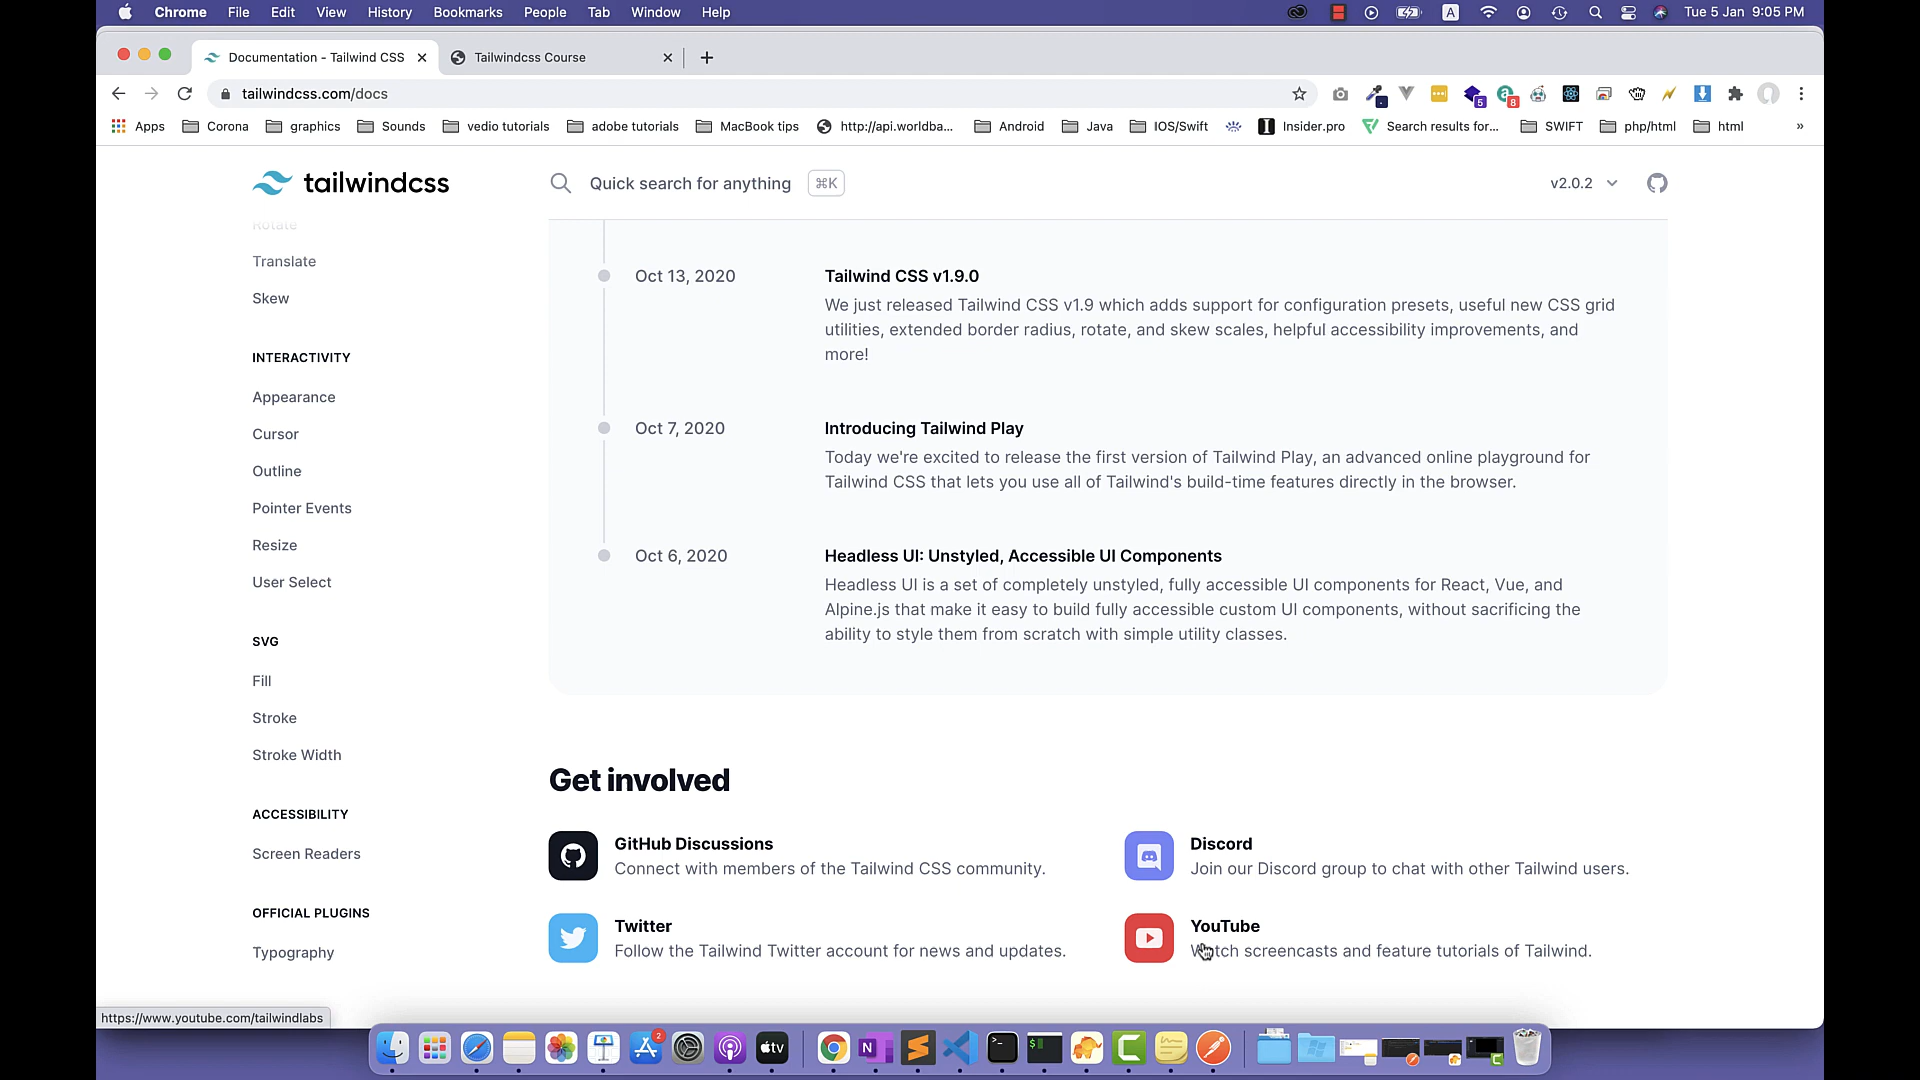 Chrome File Edit View History Bookmarks People Tab Window Help
A
Tue 5 Jan 9:05 PM
Documentation - Tailwind CSS
Tailwindcss Course
tailwindcss.com/docs
5
8
Apps
Corona
graphics
Sounds
vedio tutorials
adobe tutorials
MacBook tips
http://api.worldba...
Android
Java
IOS/Swift
Insider.pro
Search results for...
SWIFT
php/html
html
»
tailwindcss
Quick search for anything
⌘K
v2.0.2
Rotate
Translate
Skew
INTERACTIVITY
Appearance
Cursor
Outline
Pointer Events
Resize
User Select
SVG
Fill
Stroke
Stroke Width
ACCESSIBILITY
Screen Readers
OFFICIAL PLUGINS
Typography
Oct 13, 2020
Tailwind CSS v1.9.0
We just released Tailwind CSS v1.9 which adds support for configuration presets, useful new CSS grid
utilities, extended border radius, rotate, and skew scales, helpful accessibility improvements, and
more!
Oct 7, 2020
Introducing Tailwind Play
Today we're excited to release the first version of Tailwind Play, an advanced online playground for
Tailwind CSS that lets you use all of Tailwind's build-time features directly in the browser.
Oct 6, 2020
Headless UI: Unstyled, Accessible UI Components
Headless UI is a set of completely unstyled, fully accessible UI components for React, Vue, and
Alpine.js that make it easy to build fully accessible custom UI components, without sacrificing the
ability to style them from scratch with simple utility classes.
Get involved
GitHub Discussions
Connect with members of the Tailwind CSS community.
Discord
Join our Discord group to chat with other Tailwind users.
Twitter
Follow the Tailwind Twitter account for news and updates.
YouTube
Watch screencasts and feature tutorials of Tailwind.
https://www.youtube.com/tailwindlabs
2
tv
N